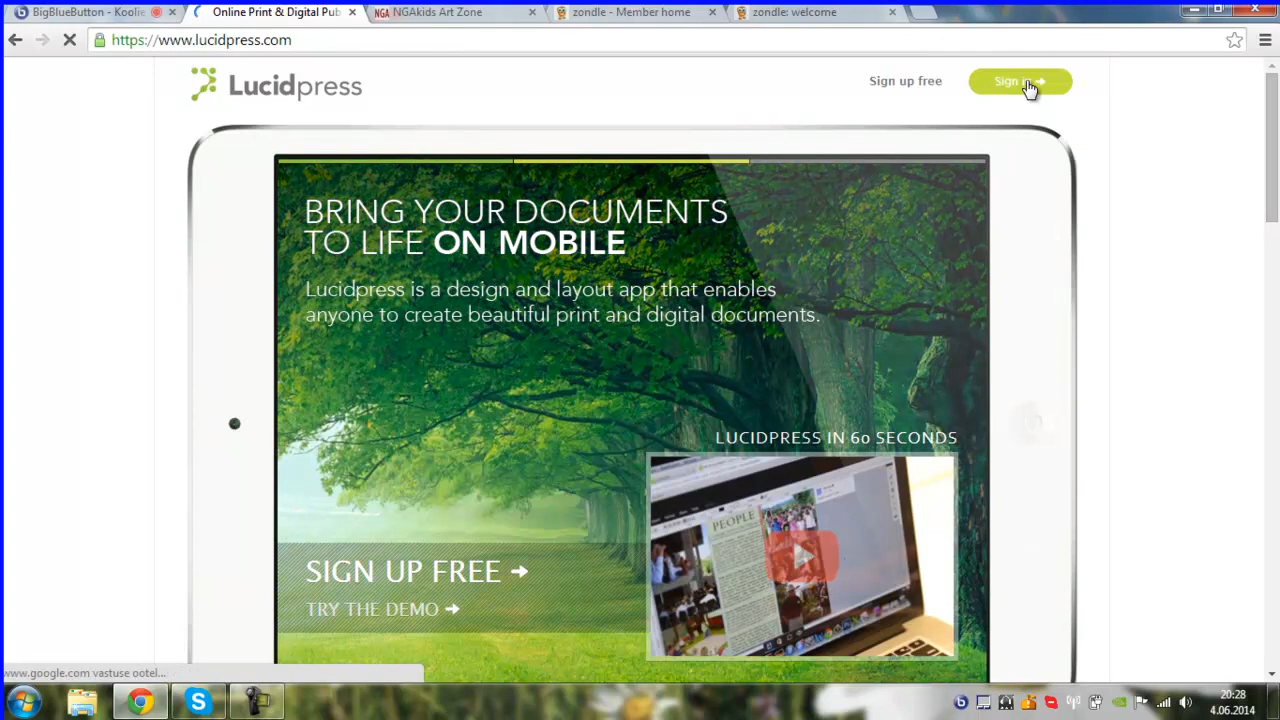 BigBlueButton - Koolie
Online Print & Digital Pub
NGA NGAkids Art Zone
zondle - Member home
zondle: welcome
https://www.lucidpress.com
Lucidpress
Sign up free
Sign
BRING YOUR DOCUMENTS
TO LIFE ON MOBILE
Lucidpress is a design and layout app that enables
anyone to create beautiful print and digital documents.
LUCIDPRESS IN 60 SECONDS
PEOPLE
SIGN UP FREE
TRY THE DEMO
www.google.com vastuse ootel...
20:28
4.06.2014